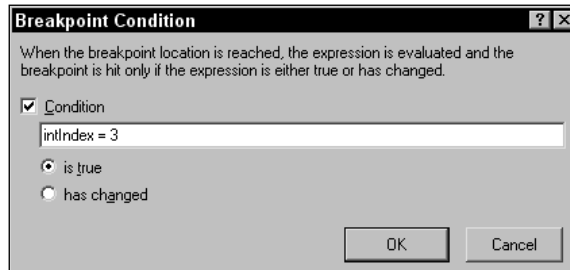 Breakpoint Condition
When the breakpoint location is reached, the expression is evaluated and the
breakpoint is hit only if the expression is either true or has changed.
Condition
intIndex = 3
is true
has changed
OK Cancel